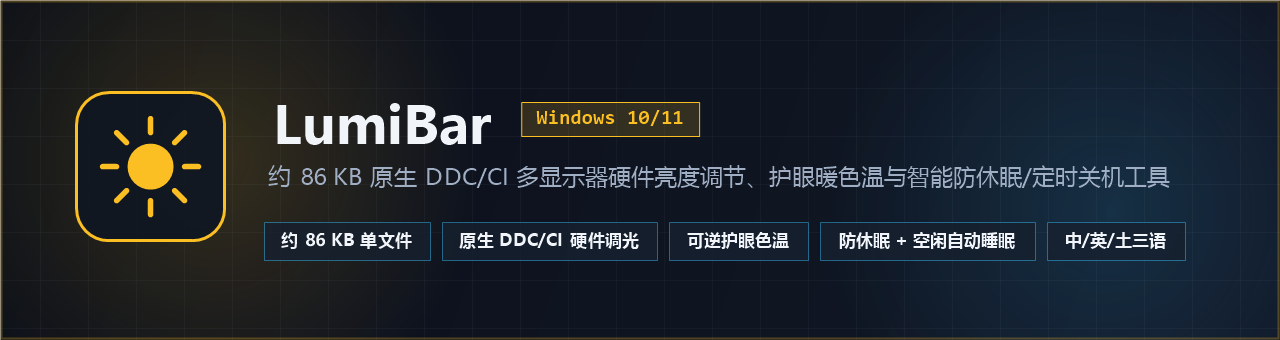 LumiBar Windows 10/11
约 86 KB 原生 DDC/CI 多显示器硬件亮度调节、护眼暖色温与智能防休眠/定时关机工具
约 86 KB 单文件 原生 DDC/CI 硬件调光 可逆护眼色温 防休眠 + 空闲自动睡眠 中/英/土三语